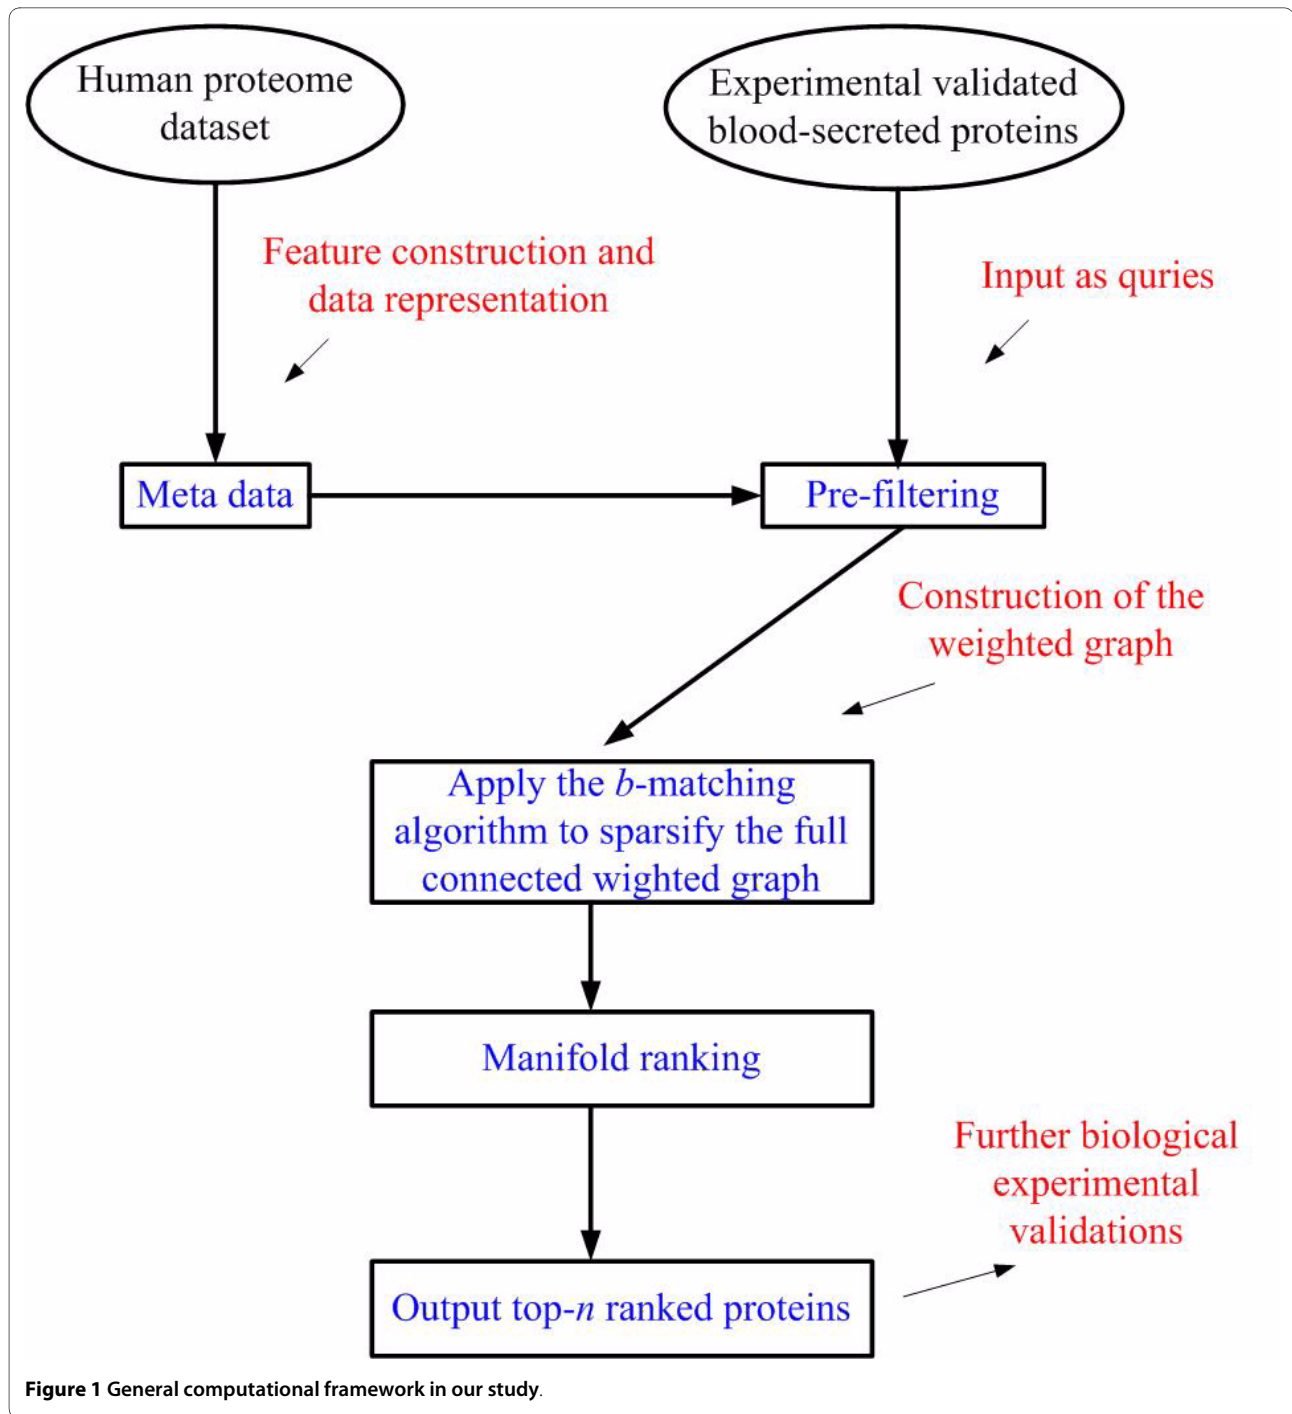 Human proteome
dataset
Experimental validated
blood-secreted proteins
Feature construction and
data representation
Input as quries
Meta data
Pre-filtering
Construction of the
weighted graph
Apply the b-matching
algorithm to sparsify the full
connected wighted graph
Manifold ranking
Further biological
experimental
validations
Output top-n ranked proteins
Figure 1 General computational framework in our study.